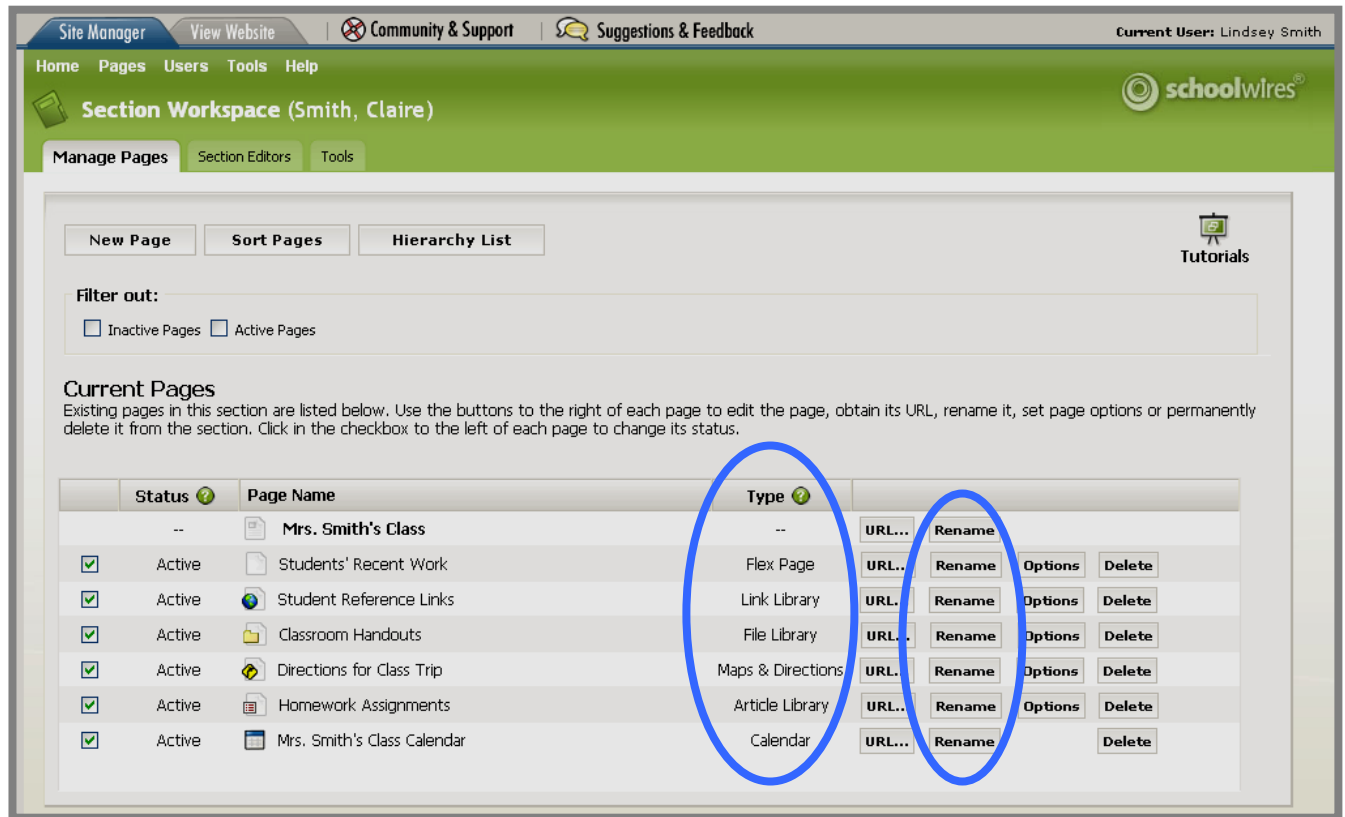 Site Manager View Website Community & Support Suggestions & Feedback Current User: Lindsey Smith
Home Pages Users Tools Help
Section Workspace (Smith, Claire) schoolwires®
Manage Pages Section Editors Tools
New Page Sort Pages Hierarchy List Tutorials
Filter out:
Inactive Pages Active Pages
Current Pages
Existing pages in this section are listed below. Use the buttons to the right of each page to edit the page, obtain its URL, rename it, set page options or permanently
delete it from the section. Click in the checkbox to the left of each page to change its status.
Status ? Page Name Type ?
-- Mrs. Smith's Class -- URL... Rename
Active Students' Recent Work Flex Page URL... Rename Options Delete
Active Student Reference Links Link Library URL... Rename Options Delete
Active Classroom Handouts File Library URL... Rename Options Delete
Active Directions for Class Trip Maps & Directions URL... Rename Options Delete
Active Homework Assignments Article Library URL... Rename Options Delete
Active Mrs. Smith's Class Calendar Calendar URL... Rename Delete